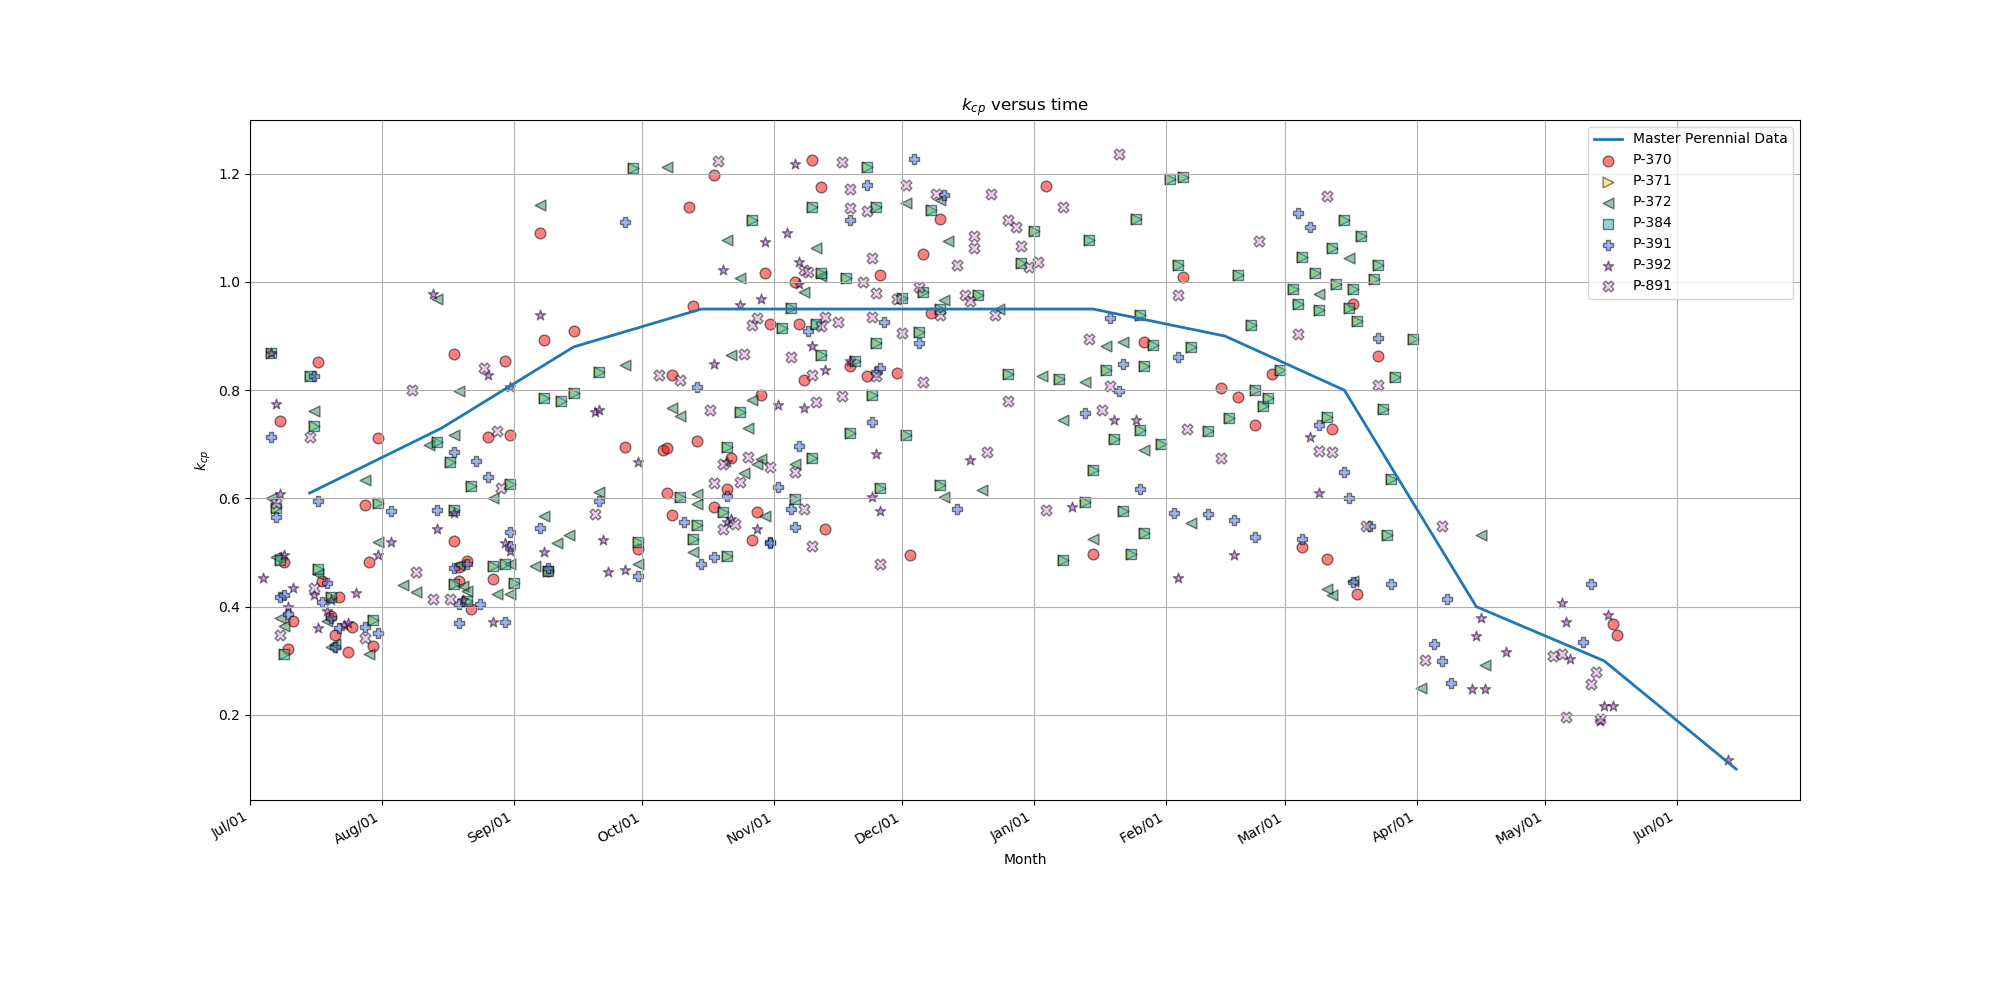 k_cp versus time
Master Perennial Data
P-370
P-371
P-372
P-384
P-391
P-392
P-891
1.2
1.0
0.8
0.6
0.4
0.2
k_cp
Jul/01 Aug/01 Sep/01 Oct/01 Nov/01 Dec/01 Jan/01 Feb/01 Mar/01 Apr/01 May/01 Jun/01
Month